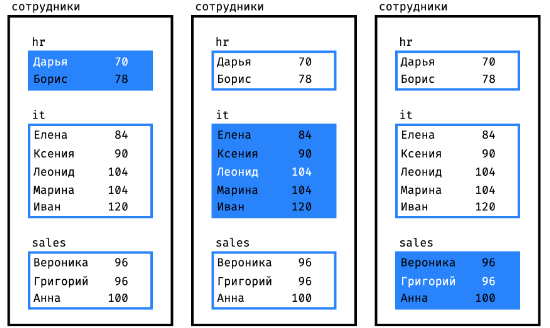 сотрудники
hr
Дарья 70
Борис 78
it
Елена 84
Ксения 90
Леонид 104
Марина 104
Иван 120
sales
Вероника 96
Григорий 96
Анна 100
сотрудники
hr
Дарья 70
Борис 78
it
Елена 84
Ксения 90
Леонид 104
Марина 104
Иван 120
sales
Вероника 96
Григорий 96
Анна 100
сотрудники
hr
Дарья 70
Борис 78
it
Елена 84
Ксения 90
Леонид 104
Марина 104
Иван 120
sales
Вероника 96
Григорий 96
Анна 100